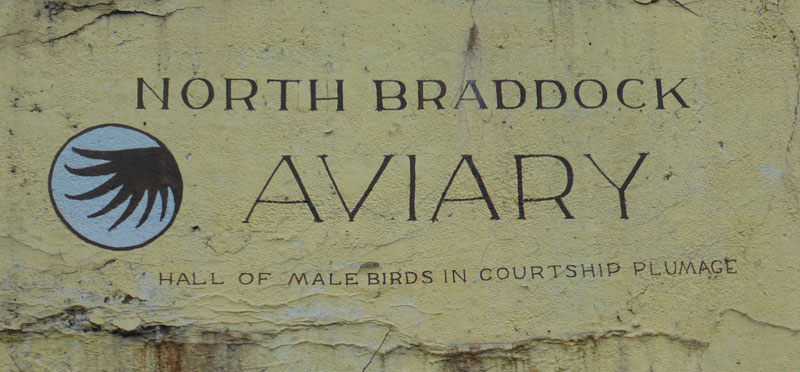 NORTH BRADDOCK
AVIARY
HALL OF MALE BIRDS IN COURTSHIP PLUMAGE